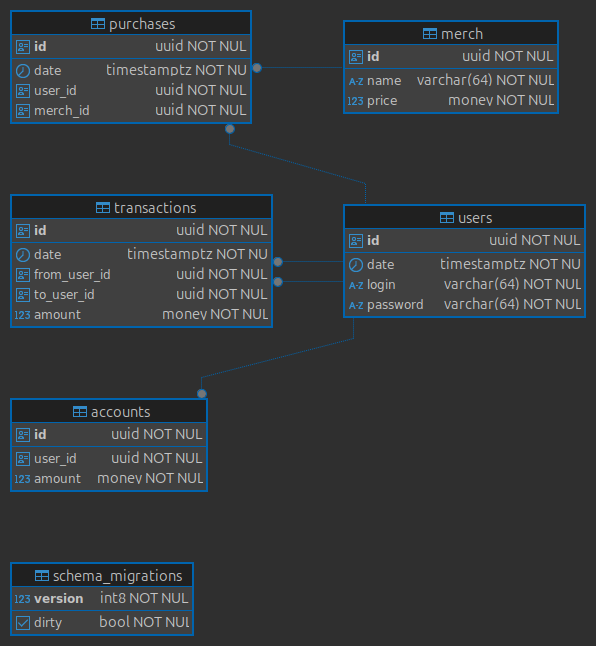 purchases
id uuid NOT NUL
date timestamptz NOT NU
user_id uuid NOT NUL
merch_id uuid NOT NUL
merch
id uuid NOT NUL
A-Z name varchar(64) NOT NUL
123 price money NOT NUL
transactions
id uuid NOT NUL
date timestamptz NOT NU
from_user_id uuid NOT NUL
to_user_id uuid NOT NUL
123 amount money NOT NUL
users
id uuid NOT NUL
date timestamptz NOT NU
A-Z login varchar(64) NOT NUL
A-Z password varchar(64) NOT NUL
accounts
id uuid NOT NUL
user_id uuid NOT NUL
123 amount money NOT NUL
schema_migrations
123 version int8 NOT NUL
dirty bool NOT NUL